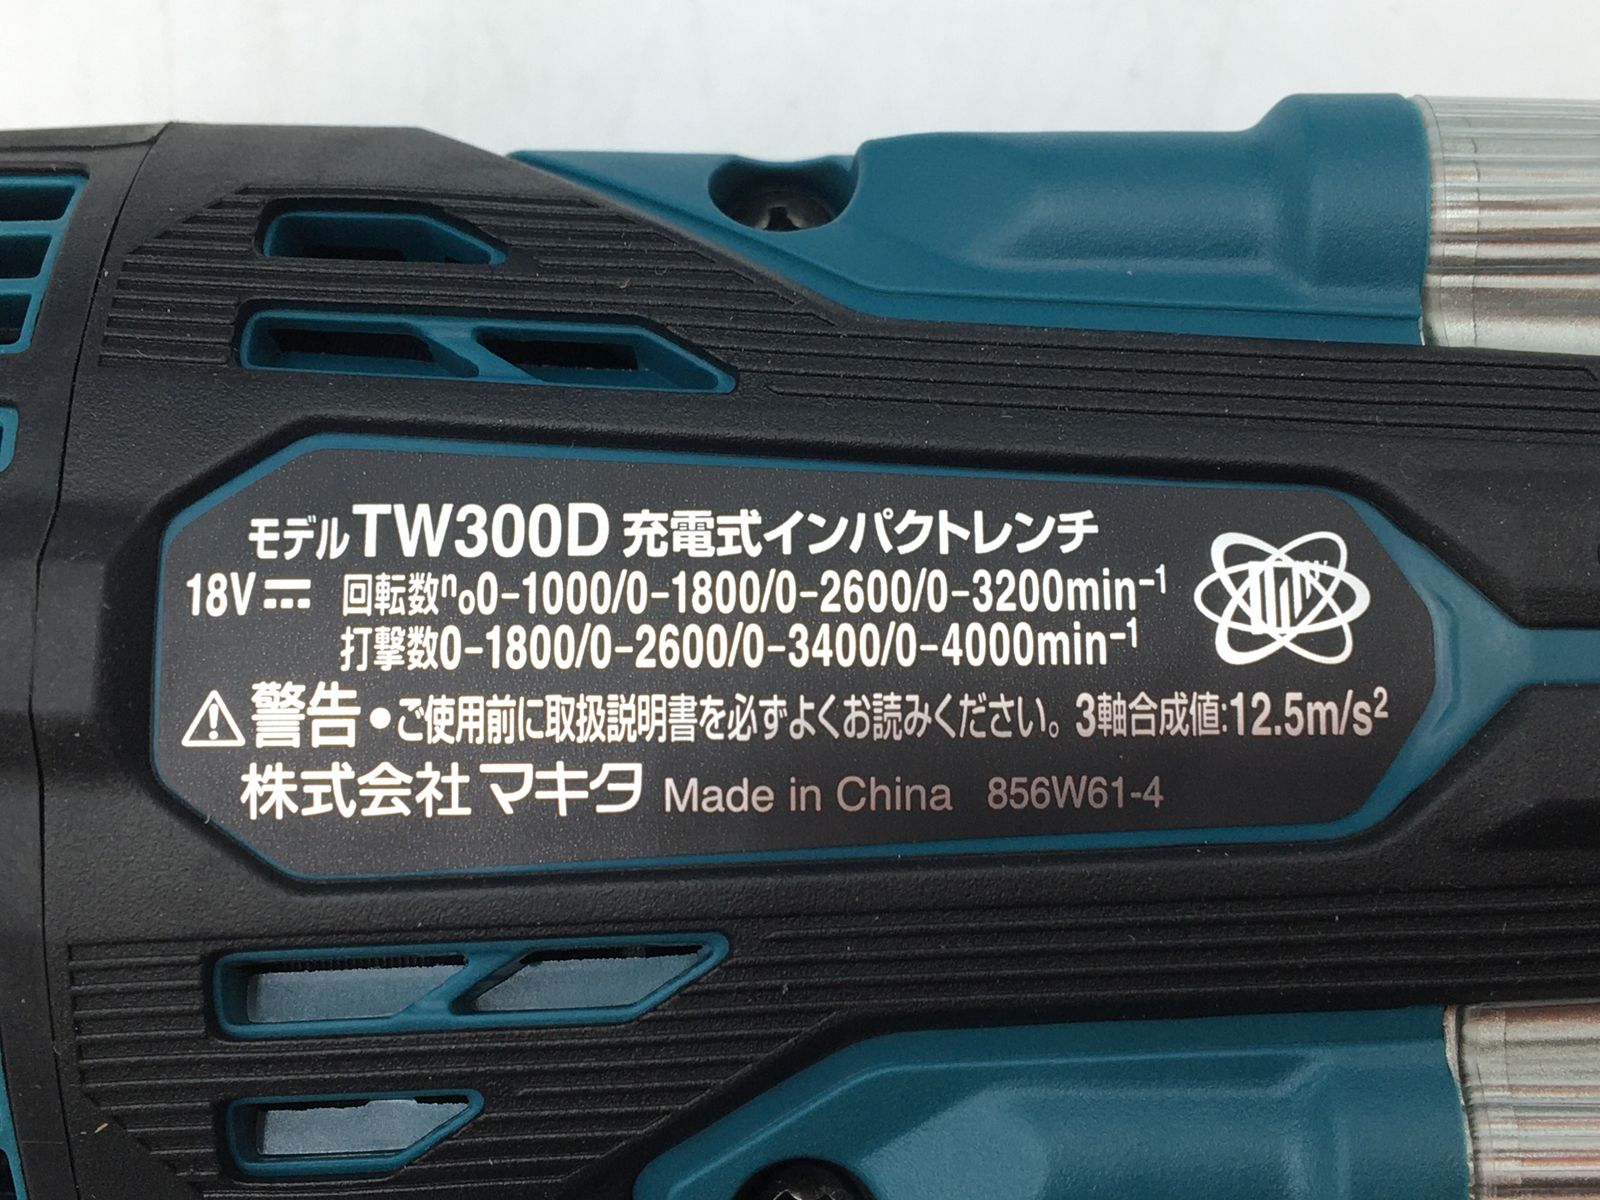 モデルTW300D 充電式インパクトレンチ
18V⎓ 回転数n₀0-1000/0-1800/0-2600/0-3200min⁻¹
打撃数0-1800/0-2600/0-3400/0-4000min⁻¹
⚠警告●ご使用前に取扱説明書を必ずよくお読みください。3軸合成値:12.5m/s²
株式会社マキタ Made in China 856W61-4